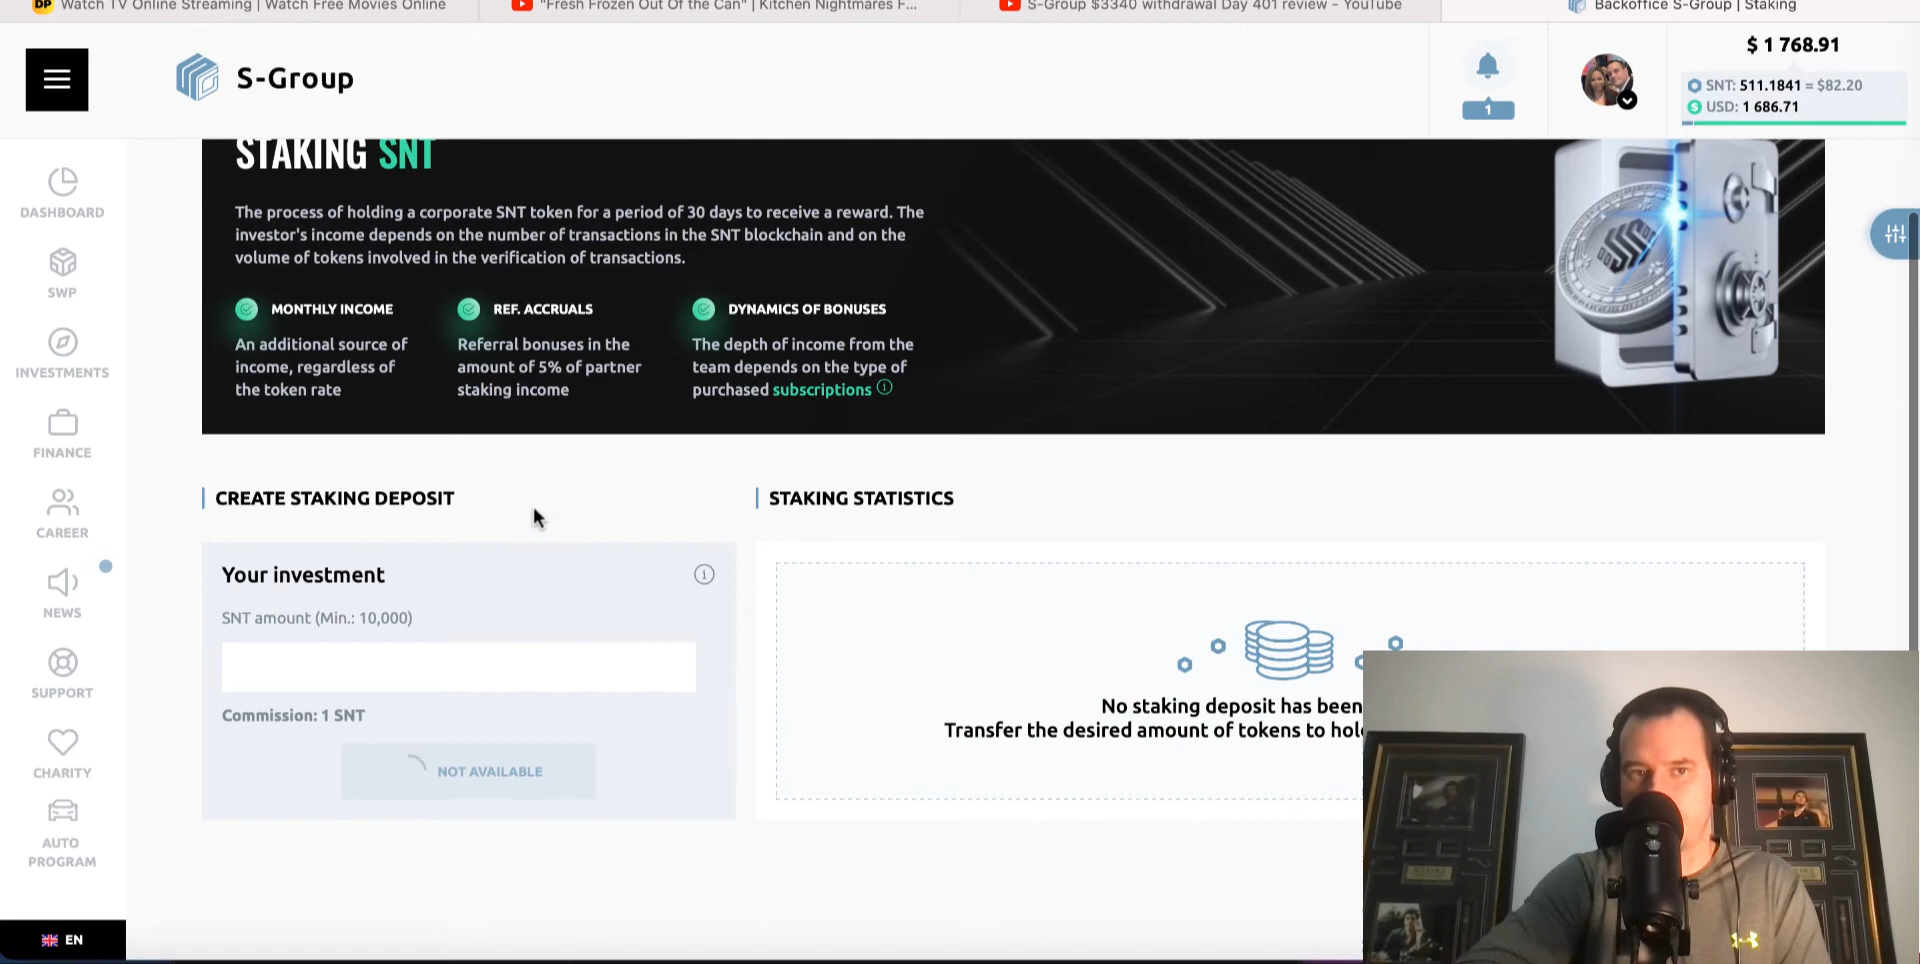 Watch TV Online Streaming | Watch Free Movies Online
"Fresh Frozen Out Of the Can" | Kitchen Nightmares F...
S-Group $3340 withdrawal Day 401 review - YouTube
Backoffice S-Group | Staking
DP
S-Group
1
$ 1 768.91
SNT: 511.1841 = $82.20
USD: 1 686.71
DASHBOARD
SWP
INVESTMENTS
FINANCE
CAREER
NEWS
SUPPORT
CHARITY
AUTO
PROGRAM
EN
STAKING SNT
The process of holding a corporate SNT token for a period of 30 days to receive a reward. The
investor's income depends on the number of transactions in the SNT blockchain and on the
volume of tokens involved in the verification of transactions.
MONTHLY INCOME
An additional source of
income, regardless of
the token rate
REF. ACCRUALS
Referral bonuses in the
amount of 5% of partner
staking income
DYNAMICS OF BONUSES
The depth of income from the
team depends on the type of
purchased subscriptions
CREATE STAKING DEPOSIT
Your investment
SNT amount (Min.: 10,000)
Commission: 1 SNT
NOT AVAILABLE
STAKING STATISTICS
No staking deposit has been
Transfer the desired amount of tokens to hol